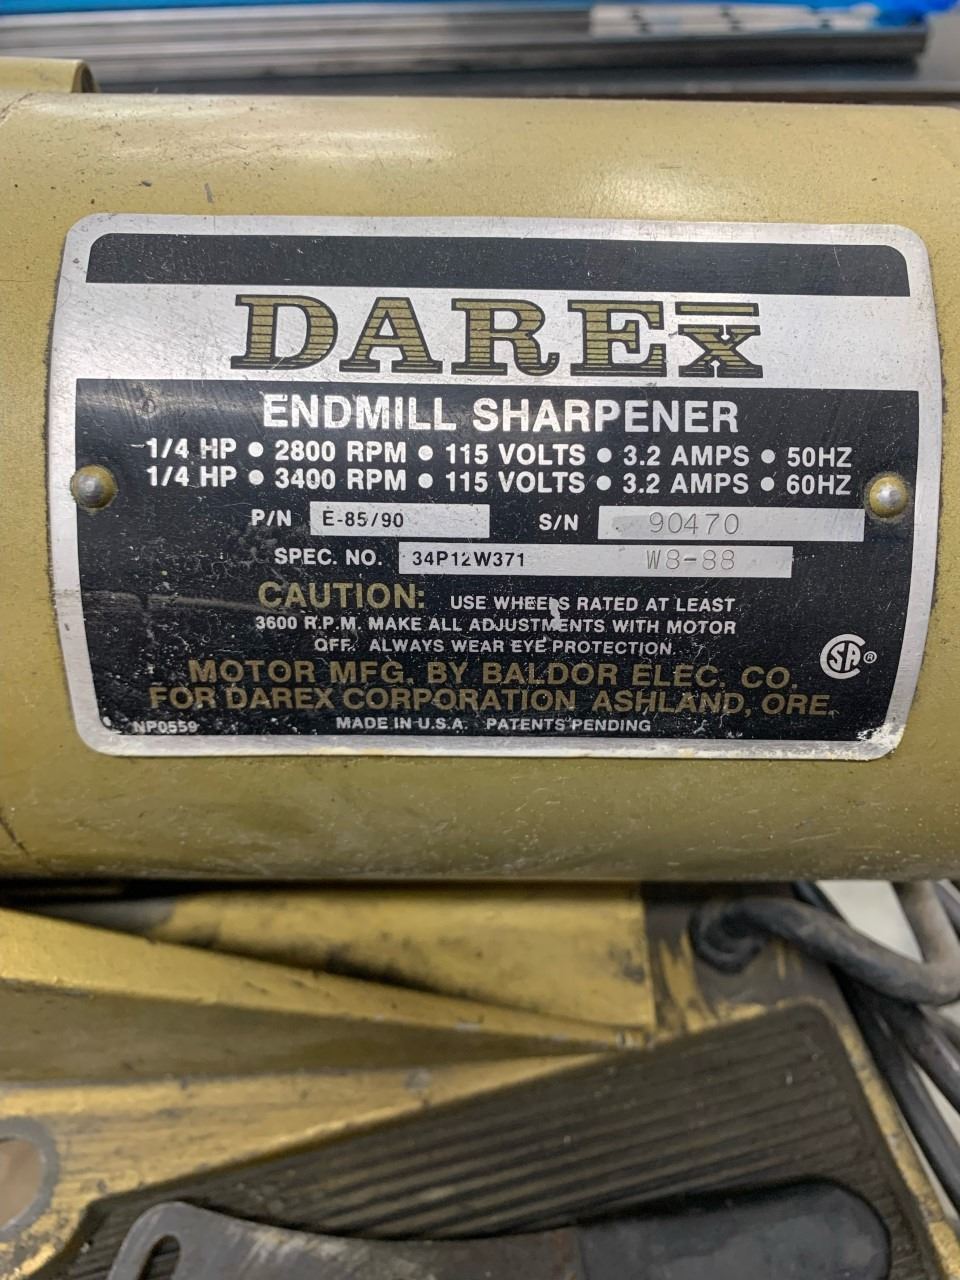 DAREX
ENDMILL SHARPENER
1/4 HP • 2800 RPM • 115 VOLTS • 3.2 AMPS • 50HZ
1/4 HP • 3400 RPM • 115 VOLTS • 3.2 AMPS • 60HZ
P/N E-85/90 S/N 90470
SPEC. NO. 34P12W371 W8-88
CAUTION: USE WHEELS RATED AT LEAST
3600 R.P.M. MAKE ALL ADJUSTMENTS WITH MOTOR
OFF. ALWAYS WEAR EYE PROTECTION.
SA ®
MOTOR MFG. BY BALDOR ELEC. CO.
FOR DAREX CORPORATION ASHLAND, ORE.
NP0559 MADE IN U.S.A. PATENTS PENDING